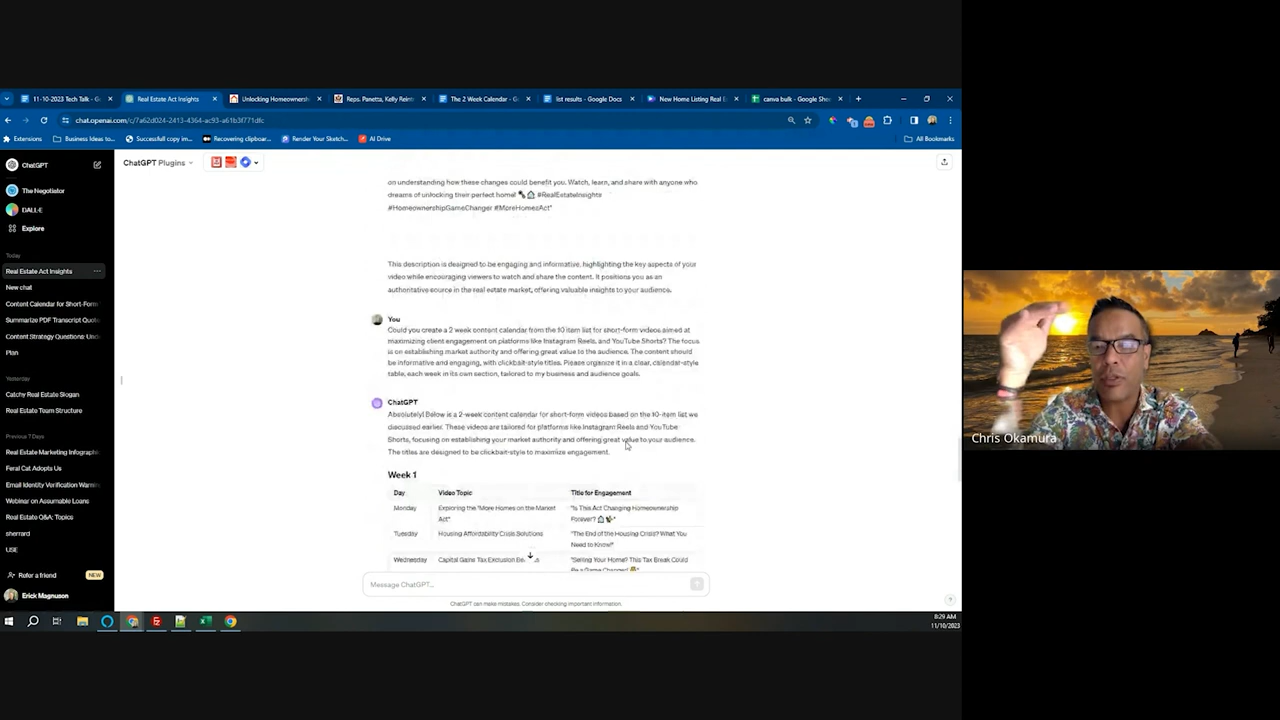 11-10-2023 Tech Talk - G
Real Estate Act Insights
Unlocking Homeownersh
Reps. Panetta, Kelly Reint
The 2 Week Calendar - G
list results - Google Docs
New Home Listing Real E
canva bulk - Google She
chat.openai.com/c/7a62d024-2413-4364-ac93-a61b3f771dfc
Extensions
Business Ideas to...
Successfull copy im...
Recovering clipboar...
Render Your Sketch...
AI Drive
All Bookmarks
ChatGPT
The Negotiator
DALL·E
Explore
Today
Real Estate Act Insights
New chat
Content Calendar for Short-Form
Summarize PDF Transcript Quot
Content Strategy Questions: Un
Plan
Yesterday
Catchy Real Estate Slogan
Real Estate Team Structure
Previous 7 Days
Real Estate Marketing Infographi
Feral Cat Adopts Us
Email Identity Verification Warni
Webinar on Assumable Loans
Real Estate Q&A: Topics
sherrard
USE
Refer a friend
NEW
Erick Magnuson
ChatGPT Plugins
on understanding how these changes could benefit you. Watch, learn, and share with anyone who
dreams of unlocking their perfect home! 🗝️🏠 #RealEstateInsights
#HomeownershipGameChanger #MoreHomesAct"
This description is designed to be engaging and informative, highlighting the key aspects of your
video while encouraging viewers to watch and share the content. It positions you as an
authoritative source in the real estate market, offering valuable insights to your audience.
You
Could you create a 2 week content calendar from the 10 item list for short-form videos aimed at
maximizing client engagement on platforms like Instagram Reels, and YouTube Shorts? The focus
is on establishing market authority and offering great value to the audience. The content should
be informative and engaging, with clickbait-style titles. Please organize it in a clear, calendar-style
table, each week in its own section, tailored to my business and audience goals.
ChatGPT
Absolutely! Below is a 2-week content calendar for short-form videos based on the 10-item list we
discussed earlier. These videos are tailored for platforms like Instagram Reels and YouTube
Shorts, focusing on establishing your market authority and offering great value to your audience.
The titles are designed to be clickbait-style to maximize engagement.
Week 1
Day Video Topic Title for Engagement
Monday Exploring the "More Homes on the Market "Is This Act Changing Homeownership
Act" Forever? 🏠
Tuesday Housing Affordability Crisis Solutions "The End of the Housing Crisis? What You
Need to Know!"
Wednesday Capital Gains Tax Exclusion "Selling Your Home? This Tax Break Could
Be a Game Changer!
Message ChatGPT...
ChatGPT can make mistakes. Consider checking important information.
8:29 AM
11/10/2023
Chris Okamura